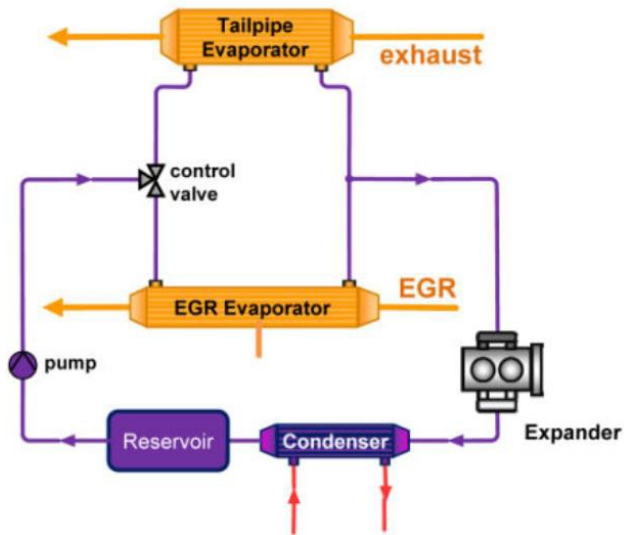 Tailpipe
Evaporator
exhaust
control
valve
EGR
EGR Evaporator
pump
Reservoir
Condenser
Expander